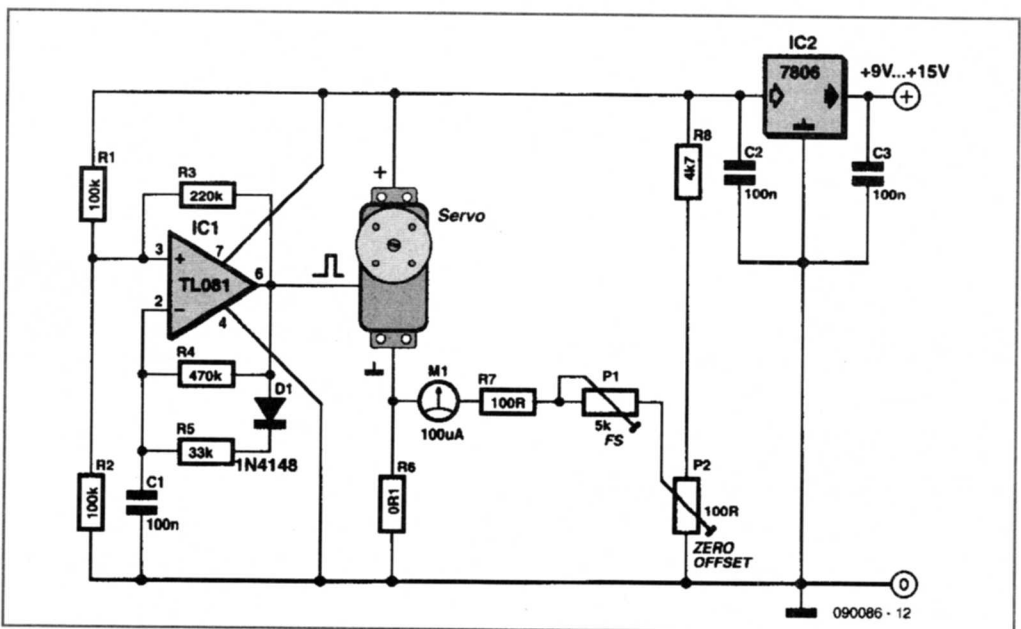 IC2
7806
+9V...+15V
R1
100k
R3
220k
IC1
3
+
7
TL081
6
2
−
4
R4
470k
D1
R5
33k
1N4148
R2
100k
C1
100n
+
Servo
M1
100uA
R7
100R
P1
5k
FS
R6
0R1
R8
4k7
C2
100n
C3
100n
P2
100R
ZERO
OFFSET
+
0
090086 - 12